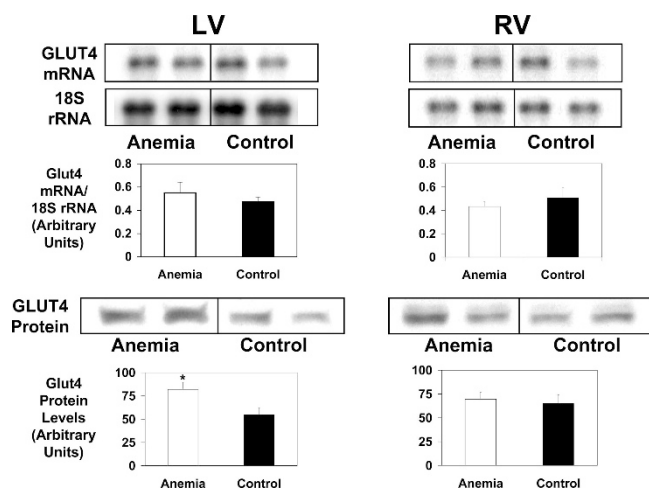 LV
RV
GLUT4
mRNA
18S
rRNA
Anemia Control
Anemia Control
Glut4
mRNA/
18S rRNA
(Arbitrary
Units)
0.8
0.6
0.4
0.2
0
Anemia Control
0.8
0.6
0.4
0.2
0
Anemia Control
GLUT4
Protein
Anemia Control
Anemia Control
Glut4
Protein
Levels
(Arbitrary
Units)
100
75
50
25
0
*
Anemia Control
100
75
50
25
0
Anemia Control